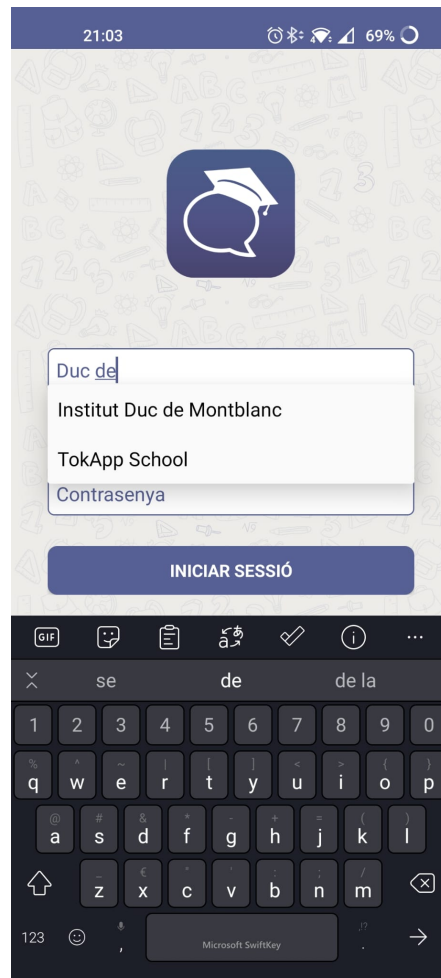 21:03 69%
Duc de
Institut Duc de Montblanc
TokApp School
Contrasenya
INICIAR SESSIÓ
GIF
se de de la
1 2 3 4 5 6 7 8 9 0
% ^ ~ | [ ] < > { }
q w e r t y u i o p
@ # & * - + = ( )
a s d f g h j k l
_ € " ' : ; /
z x c v b n m
123 , Microsoft SwiftKey ,!? .